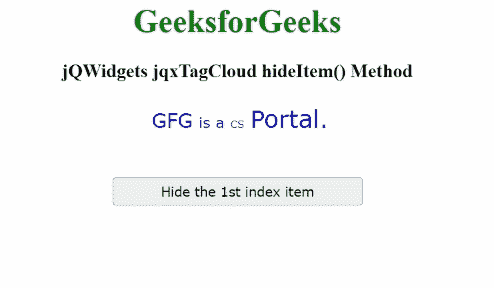 GeeksforGeeks
jQWidgets jqxTagCloud hideItem() Method
GFG is a cs Portal.
Hide the 1st index item